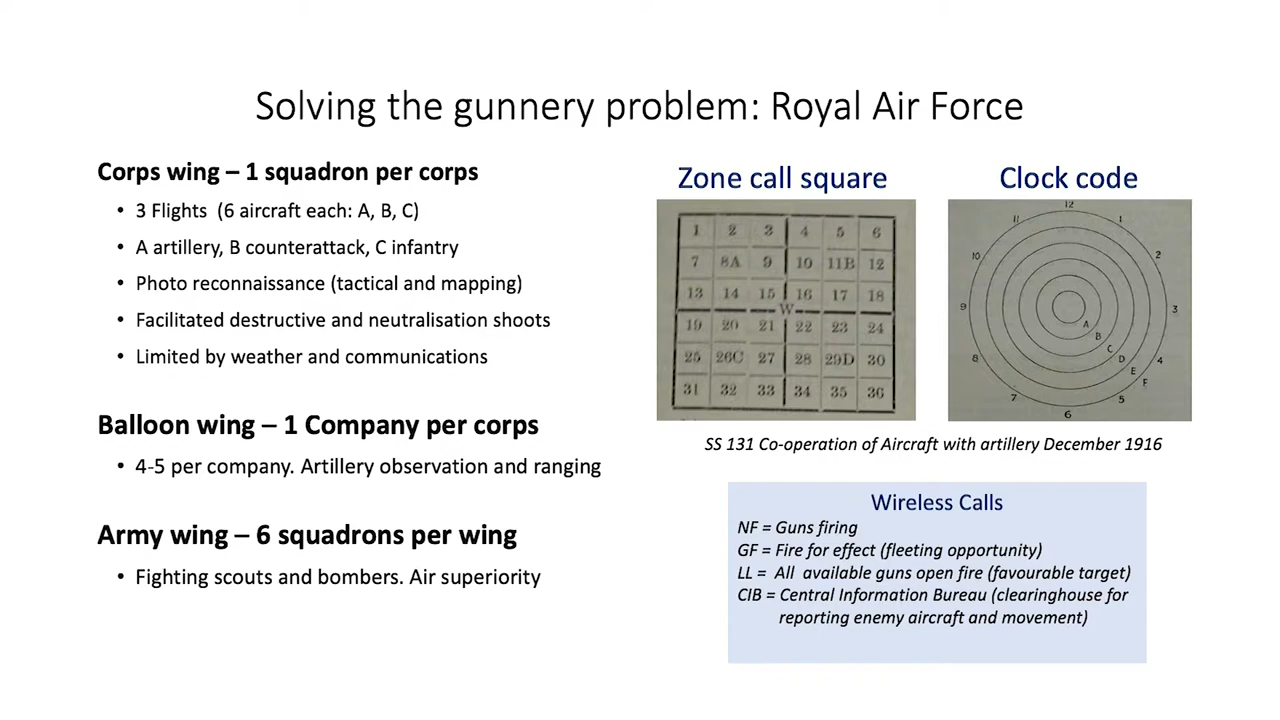 Solving the gunnery problem: Royal Air Force
Corps wing – 1 squadron per corps
• 3 Flights (6 aircraft each: A, B, C)
• A artillery, B counterattack, C infantry
• Photo reconnaissance (tactical and mapping)
• Facilitated destructive and neutralisation shoots
• Limited by weather and communications
Balloon wing – 1 Company per corps
• 4-5 per company. Artillery observation and ranging
Army wing – 6 squadrons per wing
• Fighting scouts and bombers. Air superiority
Zone call square
1 2 3 4 5 6
7 8A 9 10 11B 12
13 14 15 16 17 18
W
19 20 21 22 23 24
25 26C 27 28 29D 30
31 32 33 34 35 36
Clock code
12
11 1
10 2
9 3
A
B
C
8 D 4
E
F
7 5
6
SS 131 Co-operation of Aircraft with artillery December 1916
Wireless Calls
NF = Guns firing
GF = Fire for effect (fleeting opportunity)
LL = All available guns open fire (favourable target)
CIB = Central Information Bureau (clearinghouse for
reporting enemy aircraft and movement)